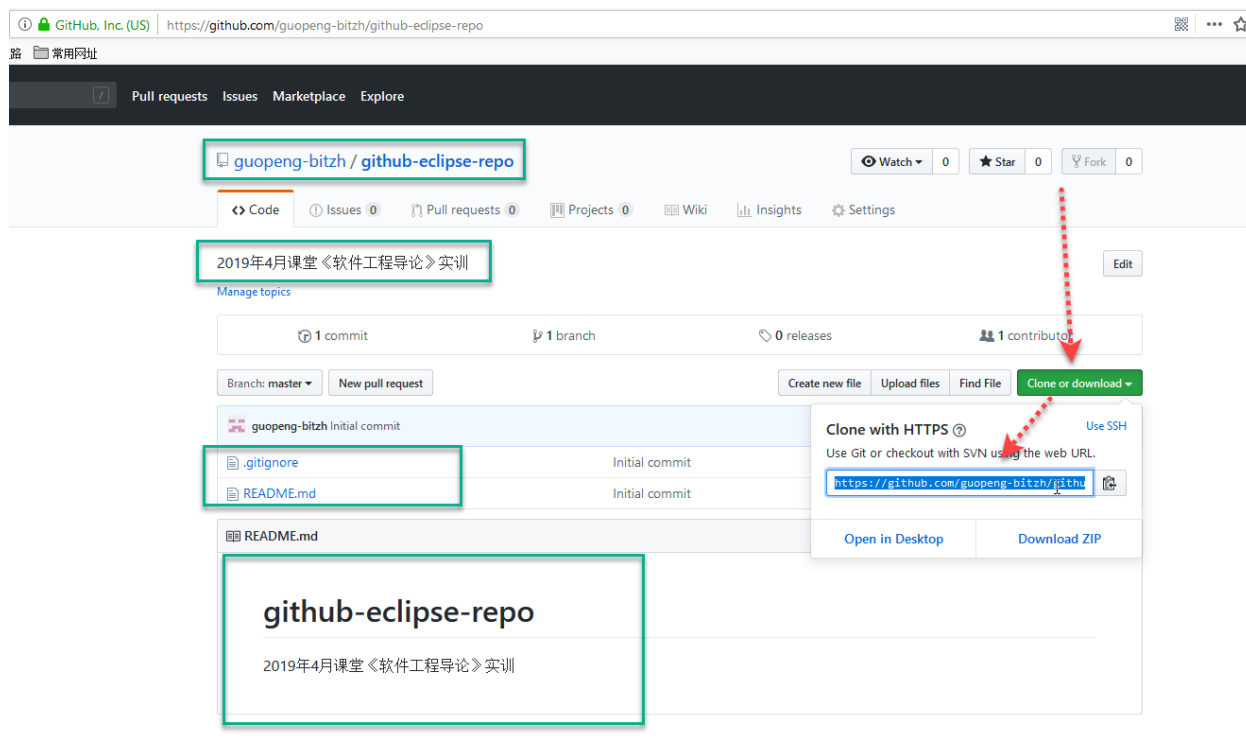 GitHub, Inc. (US) https://github.com/guopeng-bitzh/github-eclipse-repo
路 常用网址
/ Pull requests Issues Marketplace Explore
guopeng-bitzh / github-eclipse-repo Watch 0 Star 0 Fork 0
Code Issues 0 Pull requests 0 Projects 0 Wiki Insights Settings
2019年4月课堂《软件工程导论》实训 Edit
Manage topics
1 commit 1 branch 0 releases 1 contributor
Branch: master New pull request Create new file Upload files Find File Clone or download
guopeng-bitzh Initial commit
.gitignore Initial commit
README.md Initial commit
Clone with HTTPS Use SSH
Use Git or checkout with SVN using the web URL.
https://github.com/guopeng-bitzh/githu
Open in Desktop Download ZIP
README.md
github-eclipse-repo
2019年4月课堂《软件工程导论》实训